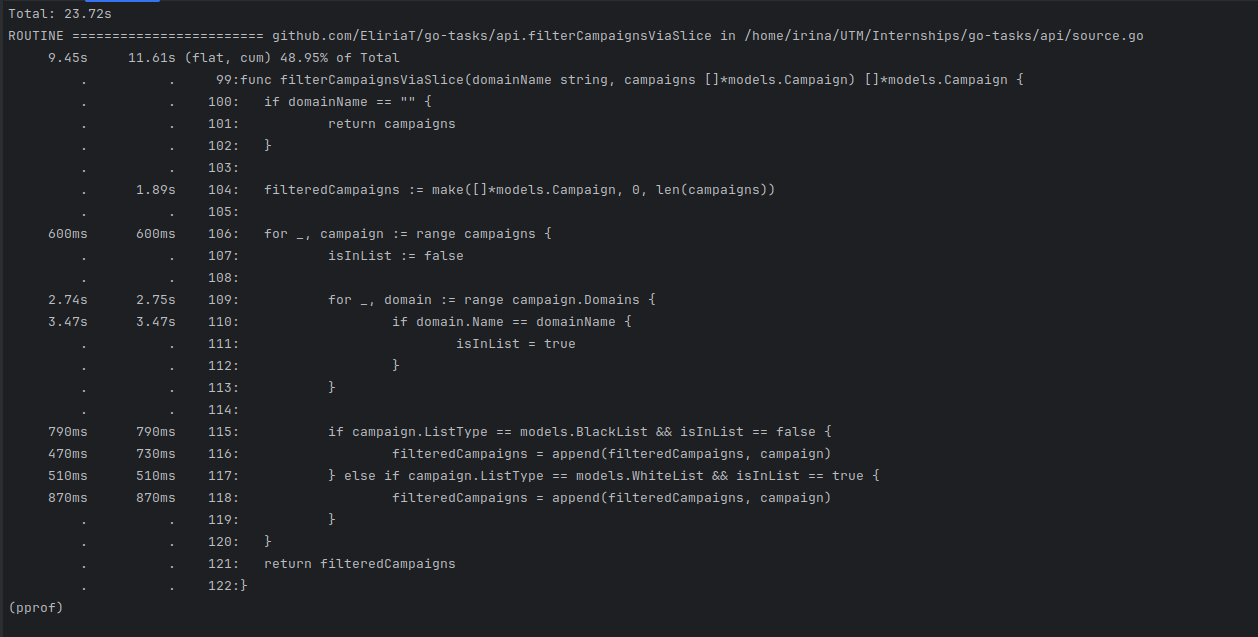 Total: 23.72s
ROUTINE ======================== github.com/EliriaT/go-tasks/api.filterCampaignsViaSlice in /home/irina/UTM/Internships/go-tasks/api/source.go
     9.45s     11.61s (flat, cum) 48.95% of Total
         .          .     99:func filterCampaignsViaSlice(domainName string, campaigns []*models.Campaign) []*models.Campaign {
         .          .    100:   if domainName == "" {
         .          .    101:           return campaigns
         .          .    102:   }
         .          .    103:
         .      1.89s    104:   filteredCampaigns := make([]*models.Campaign, 0, len(campaigns))
         .          .    105:
     600ms      600ms    106:   for _, campaign := range campaigns {
         .          .    107:           isInList := false
         .          .    108:
     2.74s      2.75s    109:           for _, domain := range campaign.Domains {
     3.47s      3.47s    110:                   if domain.Name == domainName {
         .          .    111:                           isInList = true
         .          .    112:                   }
         .          .    113:           }
         .          .    114:
     790ms      790ms    115:           if campaign.ListType == models.BlackList && isInList == false {
     470ms      730ms    116:                   filteredCampaigns = append(filteredCampaigns, campaign)
     510ms      510ms    117:           } else if campaign.ListType == models.WhiteList && isInList == true {
     870ms      870ms    118:                   filteredCampaigns = append(filteredCampaigns, campaign)
         .          .    119:           }
         .          .    120:   }
         .          .    121:   return filteredCampaigns
         .          .    122:}
(pprof)